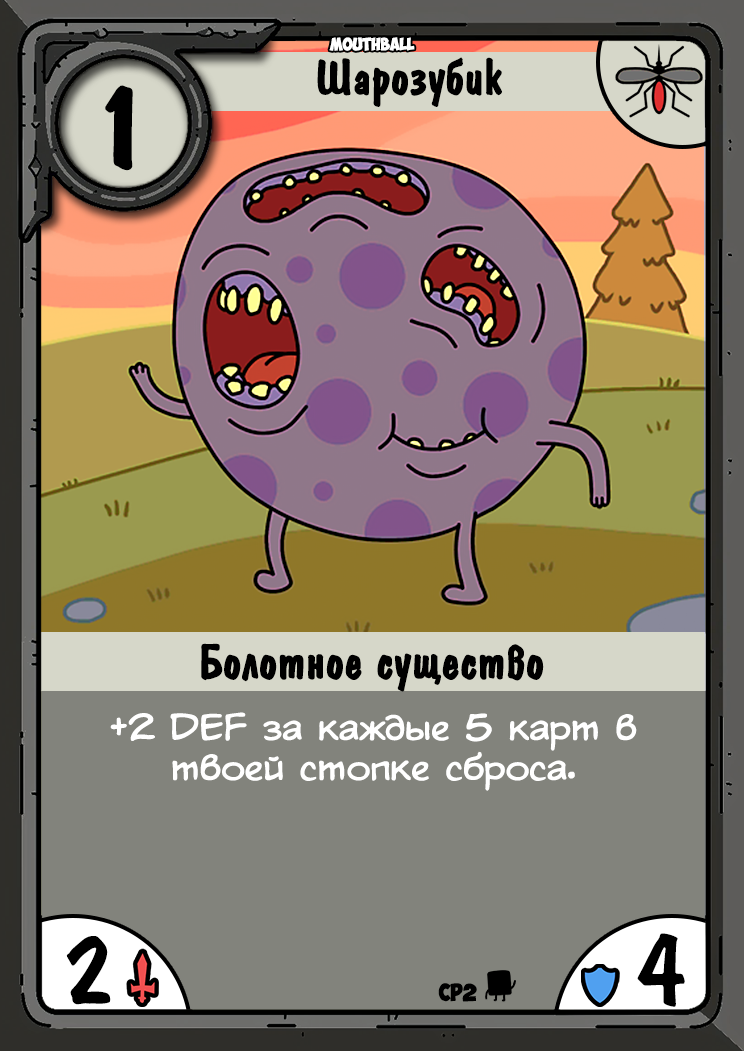 MOUTHBALL
1
Шарозубик
Болотное существо
+2 DEF за каждые 5 карт в
твоей стопке сброса.
2
CP2
4